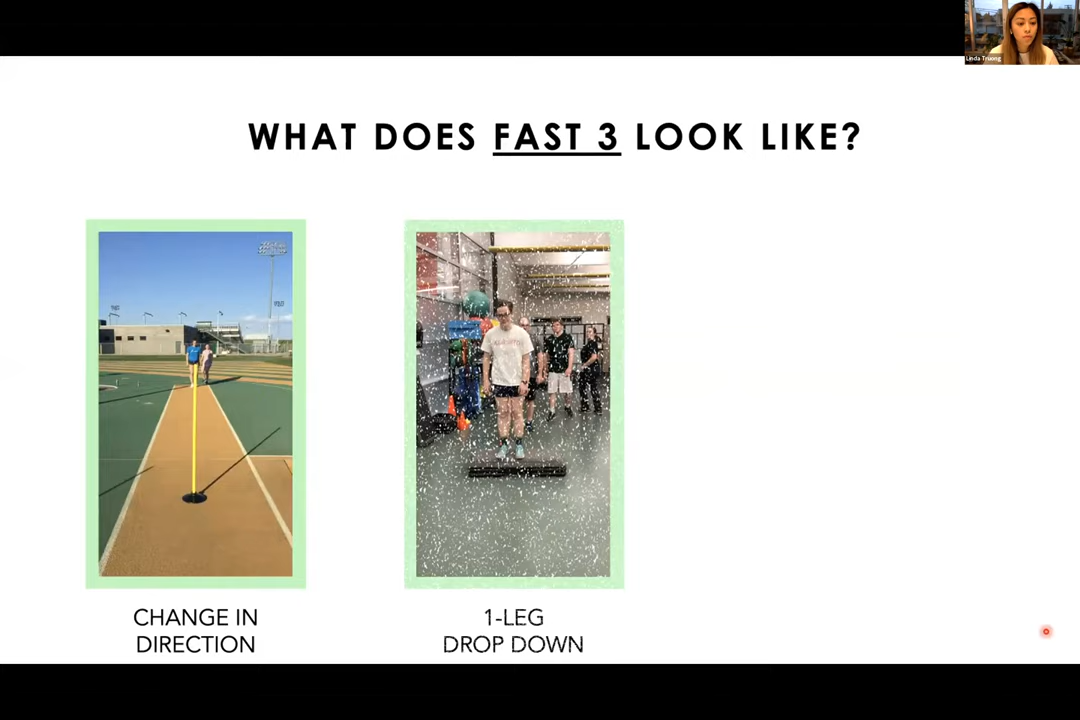 Linda Truong
WHAT DOES FAST 3 LOOK LIKE?
CHANGE IN
DIRECTION
1-LEG
DROP DOWN